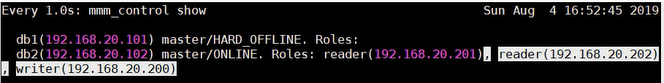 Every 1.0s: mmm_control show Sun Aug 4 16:52:45 2019
db1(192.168.20.101) master/HARD_OFFLINE. Roles:
db2(192.168.20.102) master/ONLINE. Roles: reader(192.168.20.201), reader(192.168.20.202)
, writer(192.168.20.200)